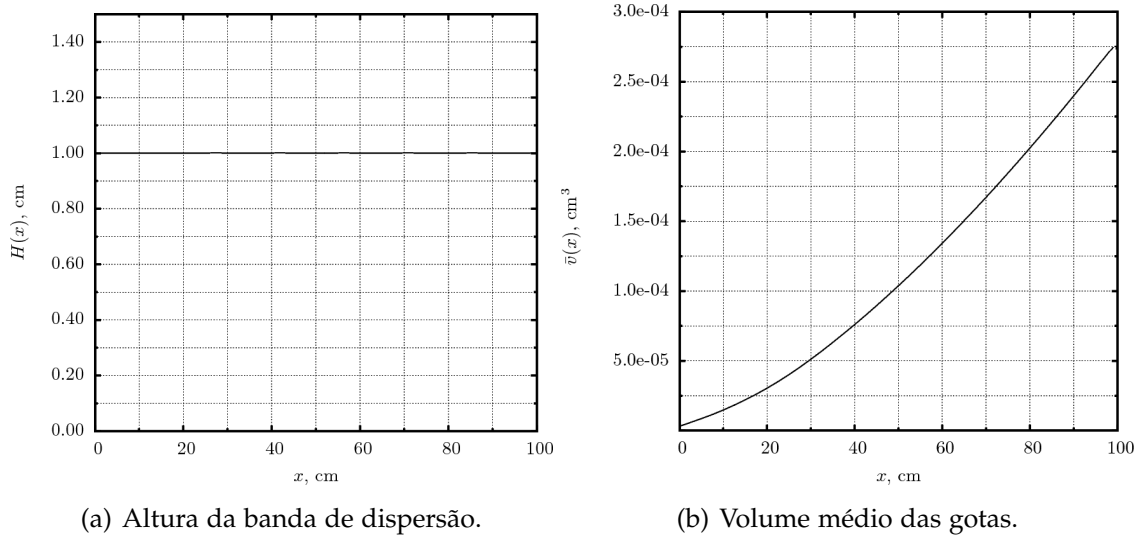 1.40
1.20
1.00
0.80
0.60
0.40
0.20
0.00
H(x), cm
0 20 40 60 80 100
x, cm
(a) Altura da banda de dispersão.
3.0e-04
2.5e-04
2.0e-04
1.5e-04
1.0e-04
5.0e-05
v̄(x), cm³
0 20 40 60 80 100
x, cm
(b) Volume médio das gotas.